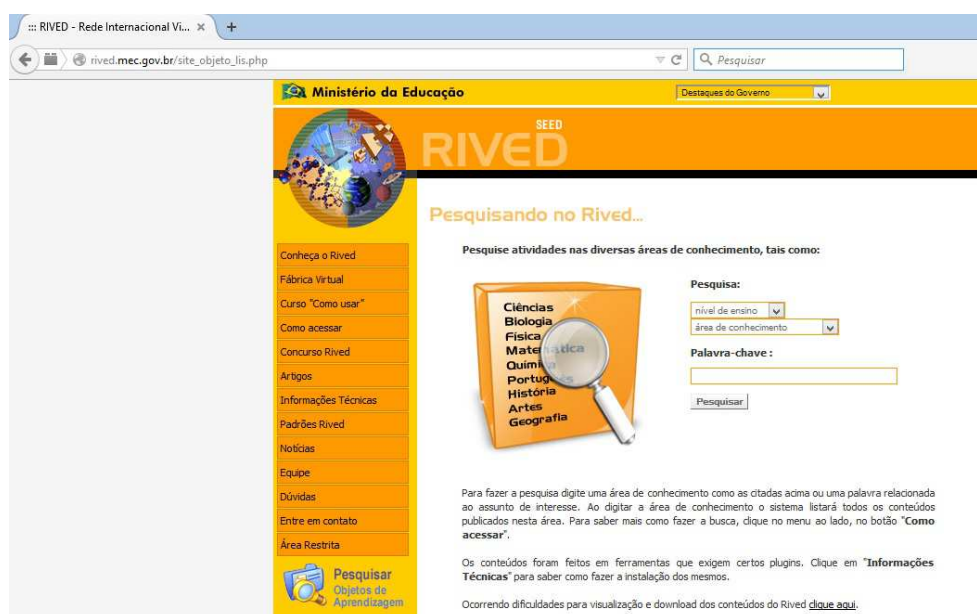 ::: RIVED - Rede Internacional Vi...
rived.mec.gov.br/site_objeto_lis.php
Pesquisar
Ministério da Educação
Destaques do Governo
SEED
RIVED
Pesquisando no Rived...
Conheça o Rived
Fábrica Virtual
Curso "Como usar"
Como acessar
Concurso Rived
Artigos
Informações Técnicas
Padrões Rived
Notícias
Equipe
Dúvidas
Entre em contato
Área Restrita
Pesquisar
Objetos de
Aprendizagem
Pesquise atividades nas diversas áreas de conhecimento, tais como:
Ciências
Biologia
Física
Matemática
Química
Português
História
Artes
Geografia
Pesquisa:
nível de ensino
área de conhecimento
Palavra-chave :
Pesquisar
Para fazer a pesquisa digite uma área de conhecimento como as citadas acima ou uma palavra relacionada
ao assunto de interesse. Ao digitar a área de conhecimento o sistema listará todos os conteúdos
publicados nesta área. Para saber mais como fazer a busca, clique no menu ao lado, no botão "Como
acessar".
Os conteúdos foram feitos em ferramentas que exigem certos plugins. Clique em "Informações
Técnicas" para saber como fazer a instalação dos mesmos.
Ocorrendo dificuldades para visualização e download dos conteúdos do Rived clique aqui.